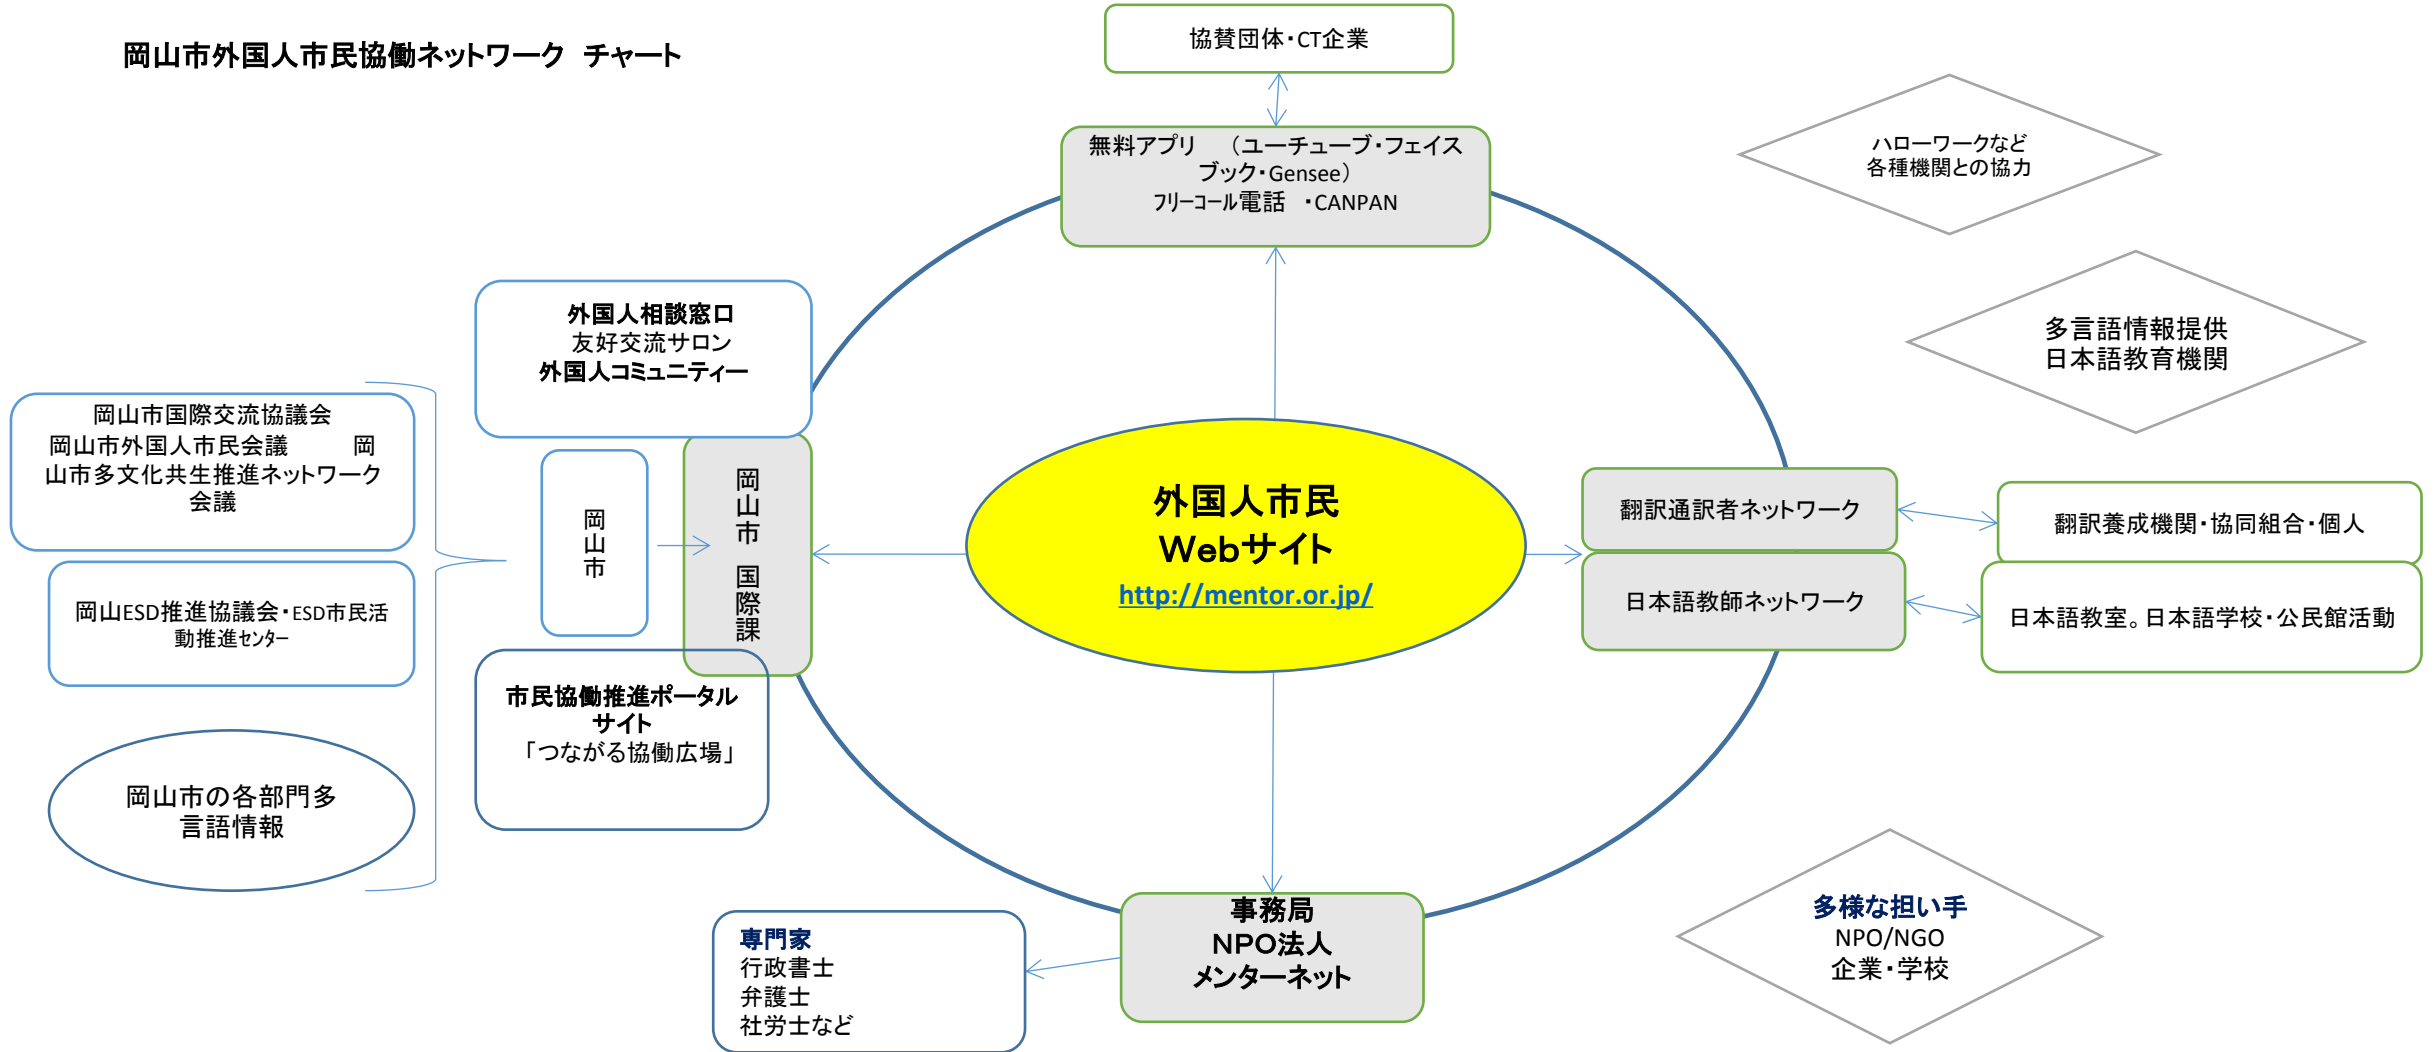 岡山市外国人市民協働ネットワーク チャート
協賛団体・CT企業
無料アプリ （ユーチューブ・フェイス
ブック・Gensee）
フリーコール電話 ・CANPAN
ハローワークなど
各種機関との協力
多言語情報提供
日本語教育機関
外国人相談窓口
友好交流サロン
外国人コミュニティー
岡山市国際交流協議会
岡山市外国人市民会議 岡
山市多文化共生推進ネットワーク
会議
岡山ESD推進協議会・ESD市民活
動推進センター
岡山市の各部門多
言語情報
岡山市
岡山市 国際課
市民協働推進ポータル
サイト
「つながる協働広場」
外国人市民
Webサイト
http://mentor.or.jp/
翻訳通訳者ネットワーク
日本語教師ネットワーク
翻訳養成機関・協同組合・個人
日本語教室。日本語学校・公民館活動
事務局
NPO法人
メンターネット
専門家
行政書士
弁護士
社労士など
多様な担い手
NPO/NGO
企業・学校